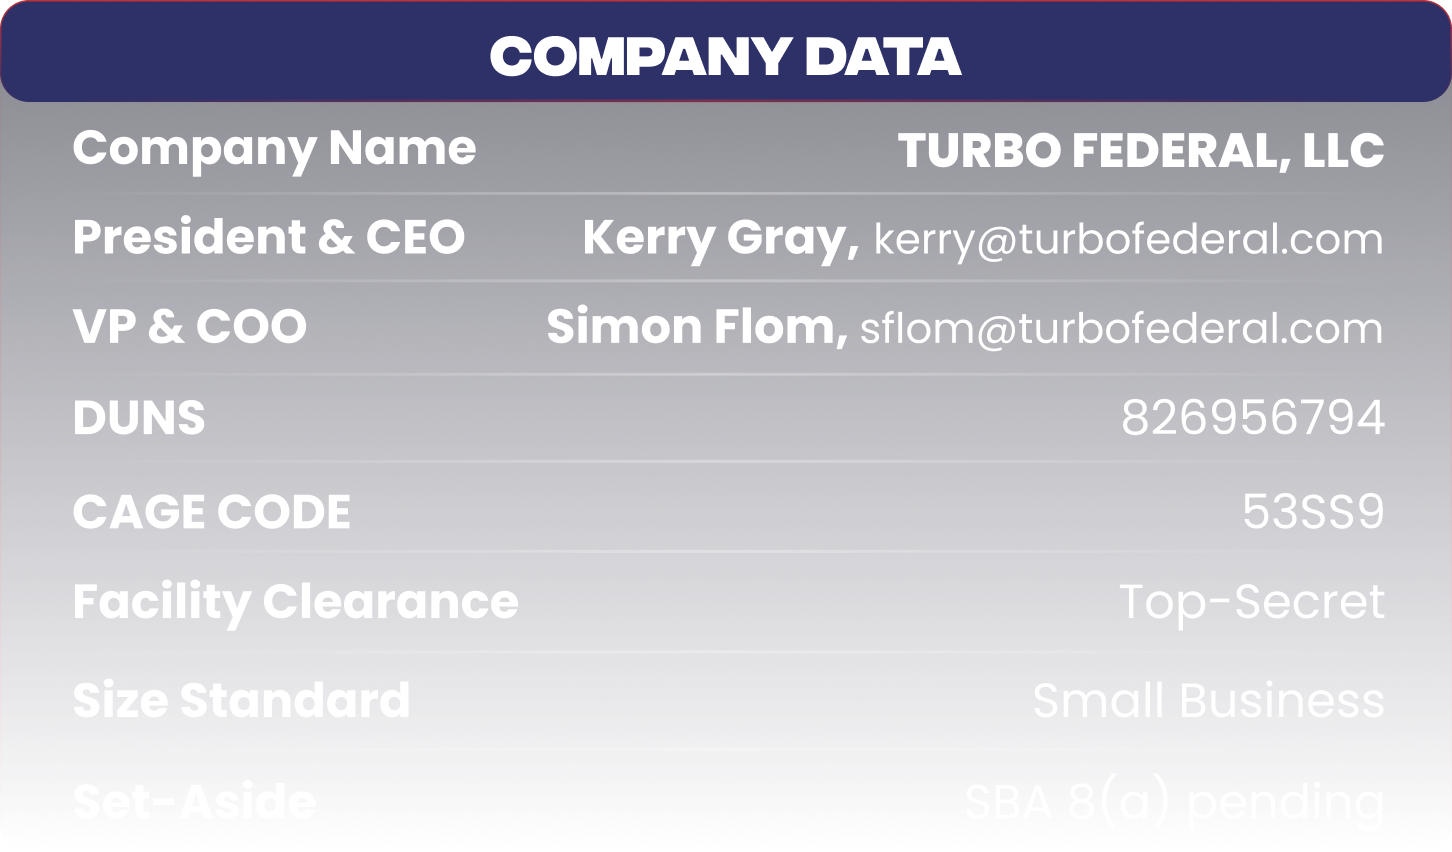 COMPANY DATA
Company Name TURBO FEDERAL, LLC
President & CEO Kerry Gray, kerry@turbofederal.com
VP & COO Simon Flom, sflom@turbofederal.com
DUNS 826956794
CAGE CODE 53SS9
Facility Clearance Top-Secret
Size Standard Small Business
Set-Aside SBA 8(a) pending